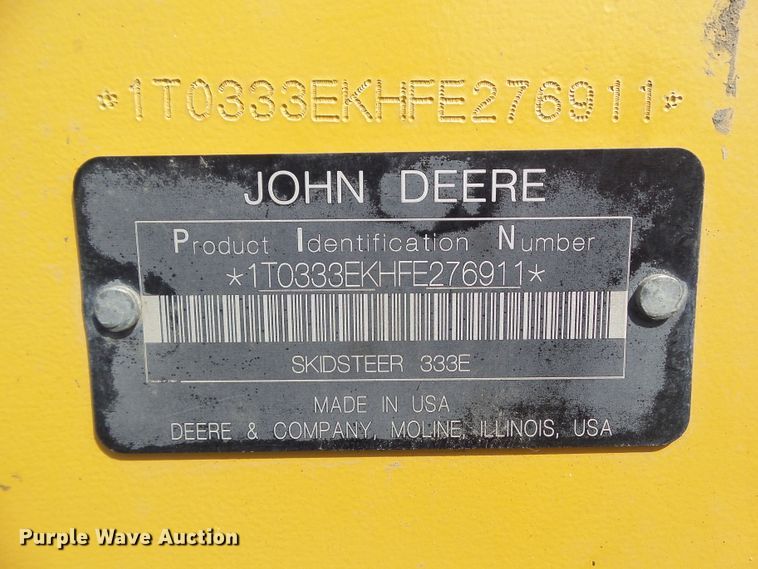 *1T0333EKHFE276911*
JOHN DEERE
Product Identification Number
*1T0333EKHFE276911*
SKIDSTEER 333E
MADE IN USA
DEERE & COMPANY, MOLINE, ILLINOIS, USA
Purple Wave Auction